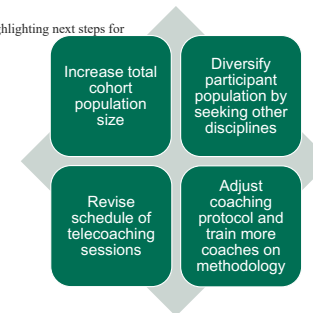 highlighting next steps for
Increase total
cohort
population
size
Diversify
participant
population by
seeking other
disciplines
Revise
schedule of
telecoaching
sessions
Adjust
coaching
protocol and
train more
coaches on
methodology